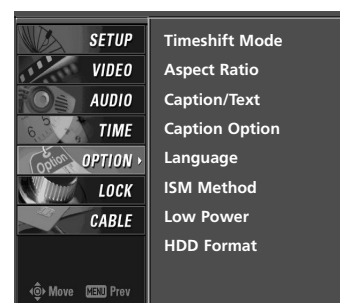 SETUP
VIDEO
AUDIO
TIME
OPTION
LOCK
CABLE
Move MENU Prev
Timeshift Mode
Aspect Ratio
Caption/Text
Caption Option
Language
ISM Method
Low Power
HDD Format